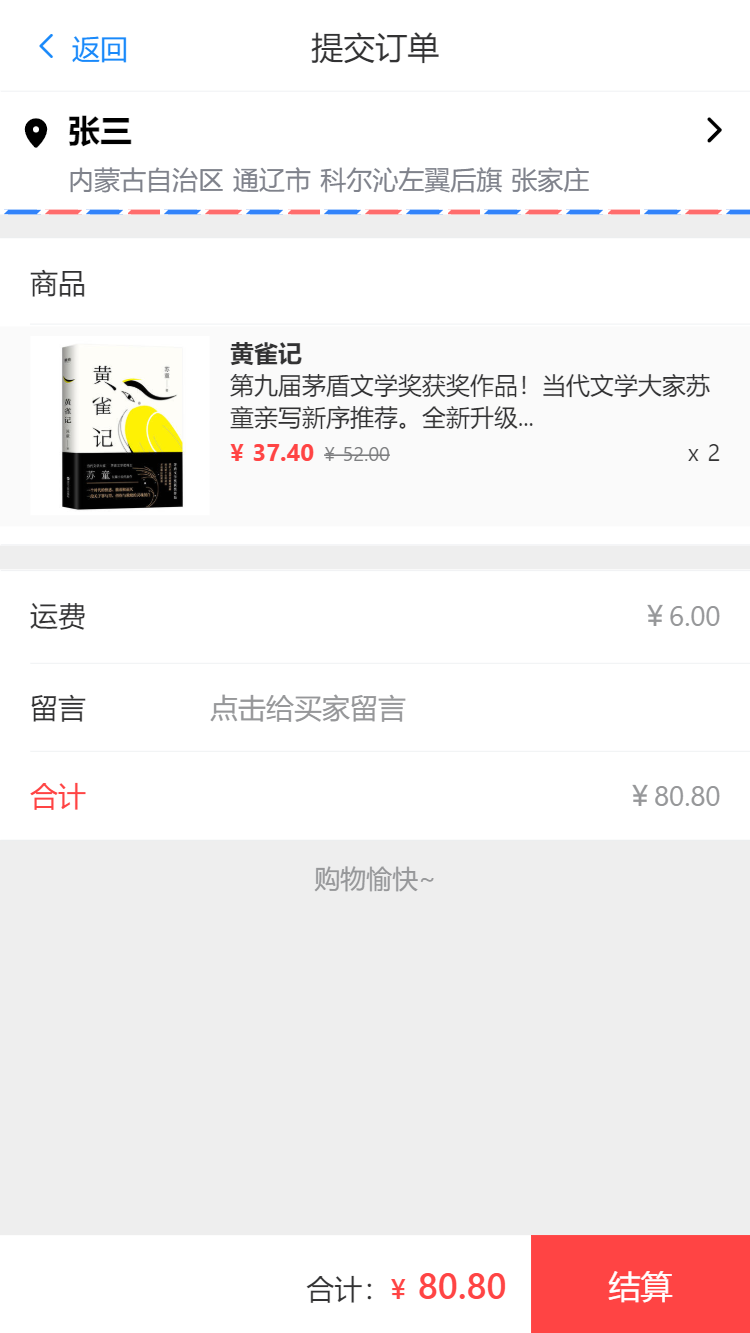 返回
提交订单
张三
内蒙古自治区 通辽市 科尔沁左翼后旗 张家庄
商品
黄雀记
苏童
黄雀记
苏 童
黄雀记
第九届茅盾文学奖获奖作品！当代文学大家苏
童亲写新序推荐。全新升级...
¥ 37.40 ¥ 52.00
x 2
运费
¥ 6.00
留言
点击给买家留言
合计
¥ 80.80
购物愉快~
合计：¥ 80.80
结算